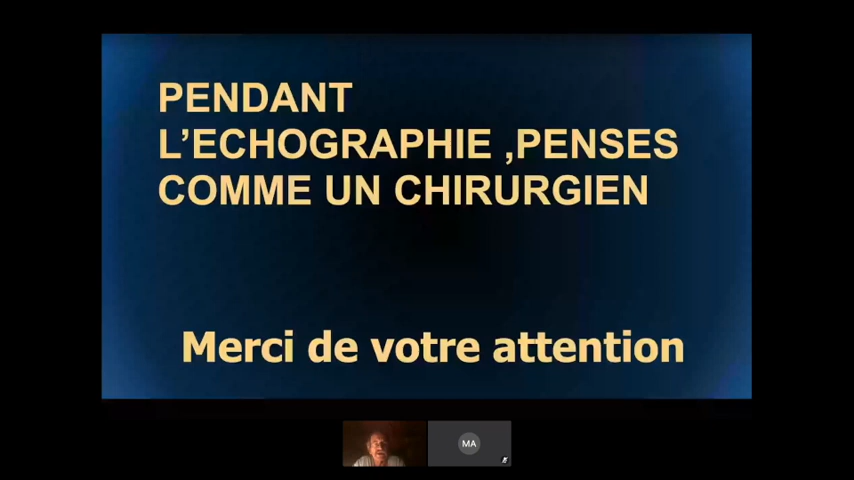 PENDANT
L'ECHOGRAPHIE ,PENSES
COMME UN CHIRURGIEN
Merci de votre attention
MA